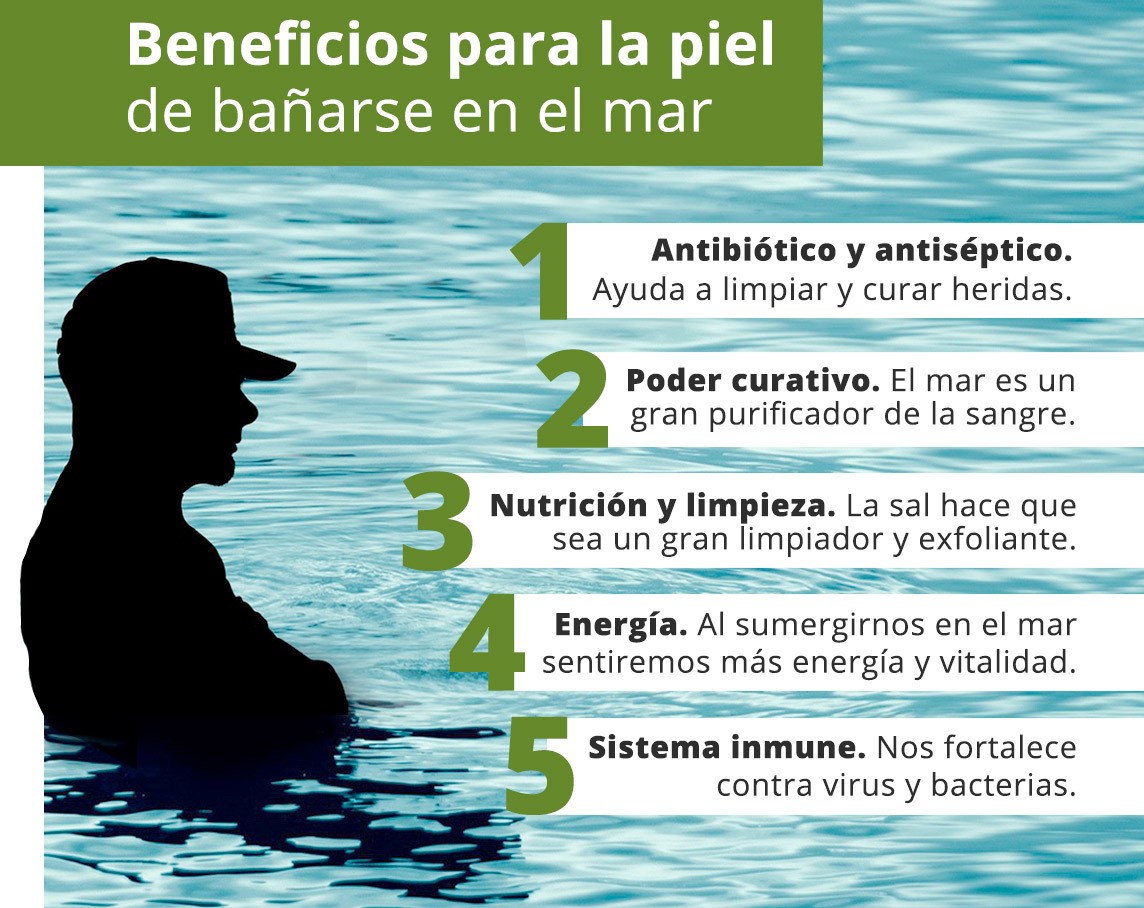 Beneficios para la piel
de bañarse en el mar
1
Antibiótico y antiséptico.
Ayuda a limpiar y curar heridas.
2
Poder curativo. El mar es un
gran purificador de la sangre.
3
Nutrición y limpieza. La sal hace que
sea un gran limpiador y exfoliante.
4
Energía. Al sumergirnos en el mar
sentiremos más energía y vitalidad.
5
Sistema inmune. Nos fortalece
contra virus y bacterias.